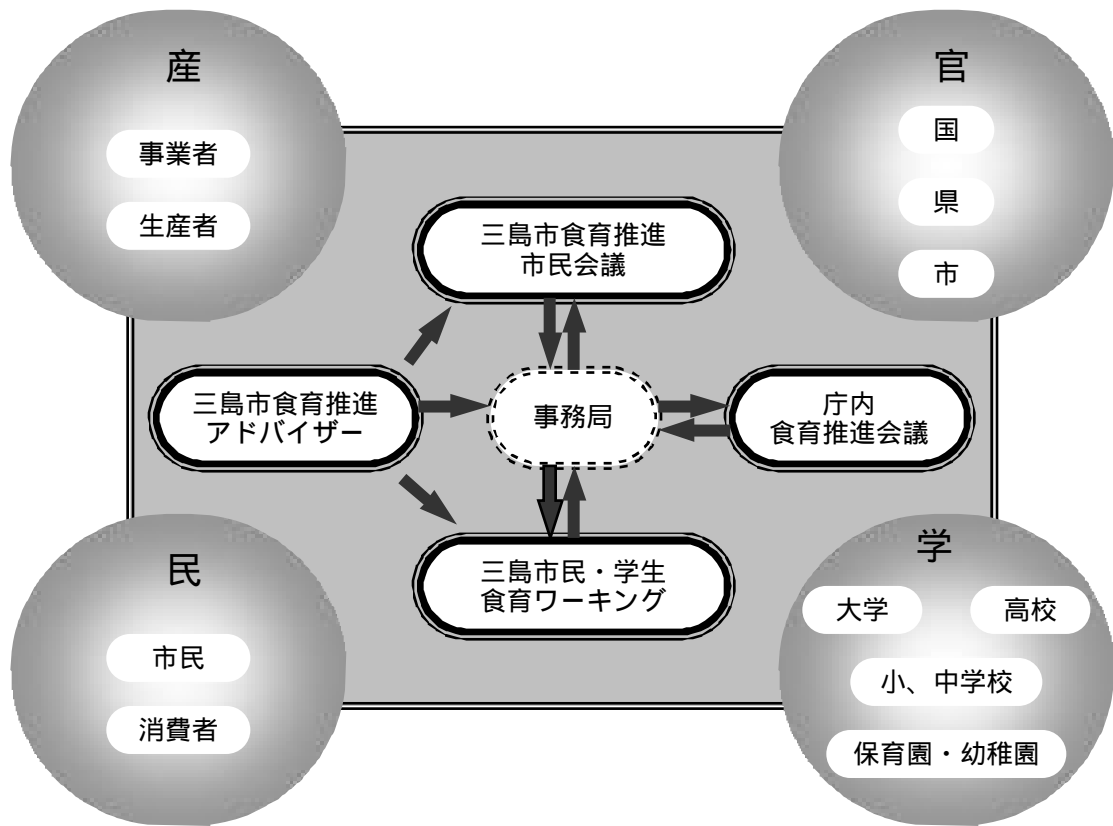 産
事業者
生産者
官
国
県
市
三島市食育推進
市民会議
三島市食育推進
アドバイザー
事務局
庁内
食育推進会議
三島市民・学生
食育ワーキング
民
市民
消費者
学
大学
高校
小、中学校
保育園・幼稚園